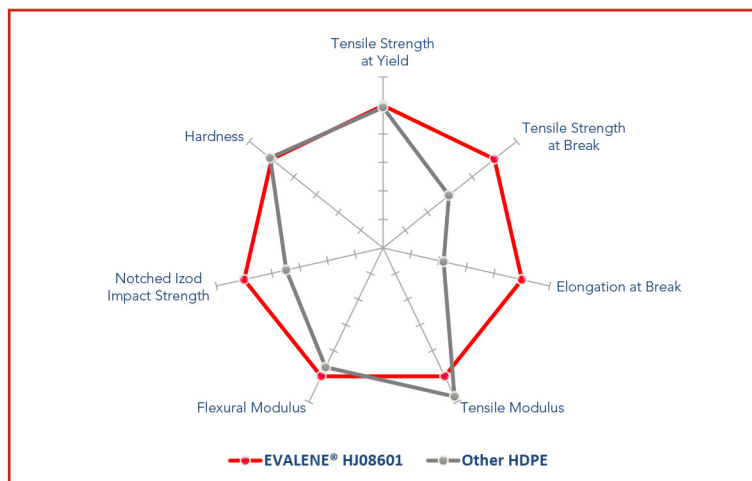 Tensile Strength
at Yield
Tensile Strength
at Break
Hardness
Notched Izod
Impact Strength
Elongation at Break
Flexural Modulus
Tensile Modulus
EVALENE® HJ08601
Other HDPE